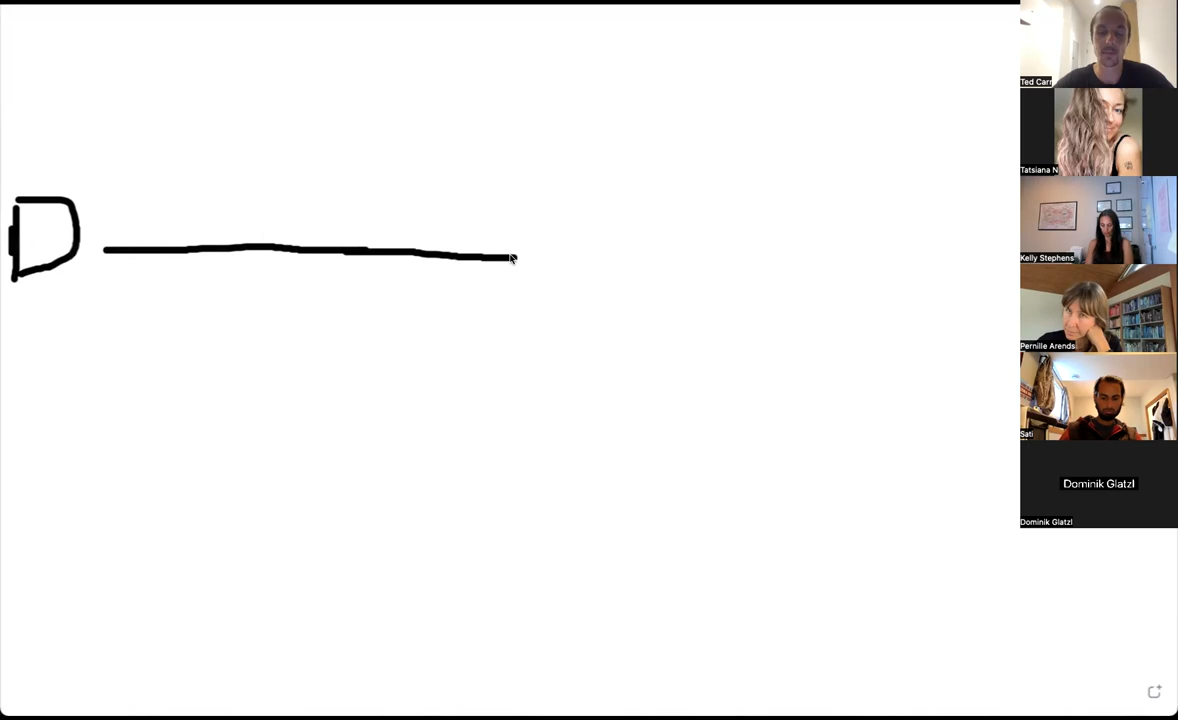 D
Ted Carr
Tatsiana N
Kelly Stephens
Pernille Arends
Sati
Dominik Glatzl
Dominik Glatzl